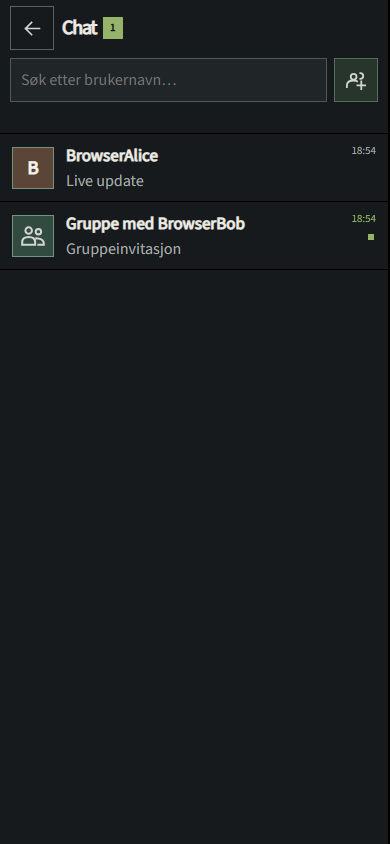 Chat 1
Søk etter brukernavn...
B BrowserAlice 18:54
Live update
Gruppe med BrowserBob 18:54
Gruppeinvitasjon